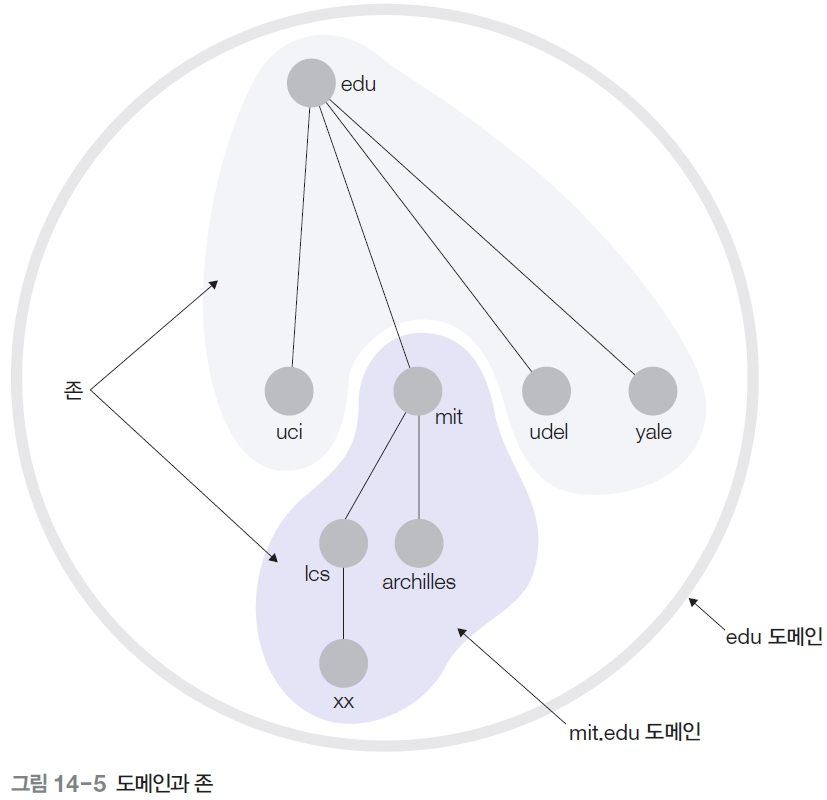 edu
존
uci
mit
udel
yale
lcs
archilles
xx
edu 도메인
mit.edu 도메인
그림 14-5 도메인과 존